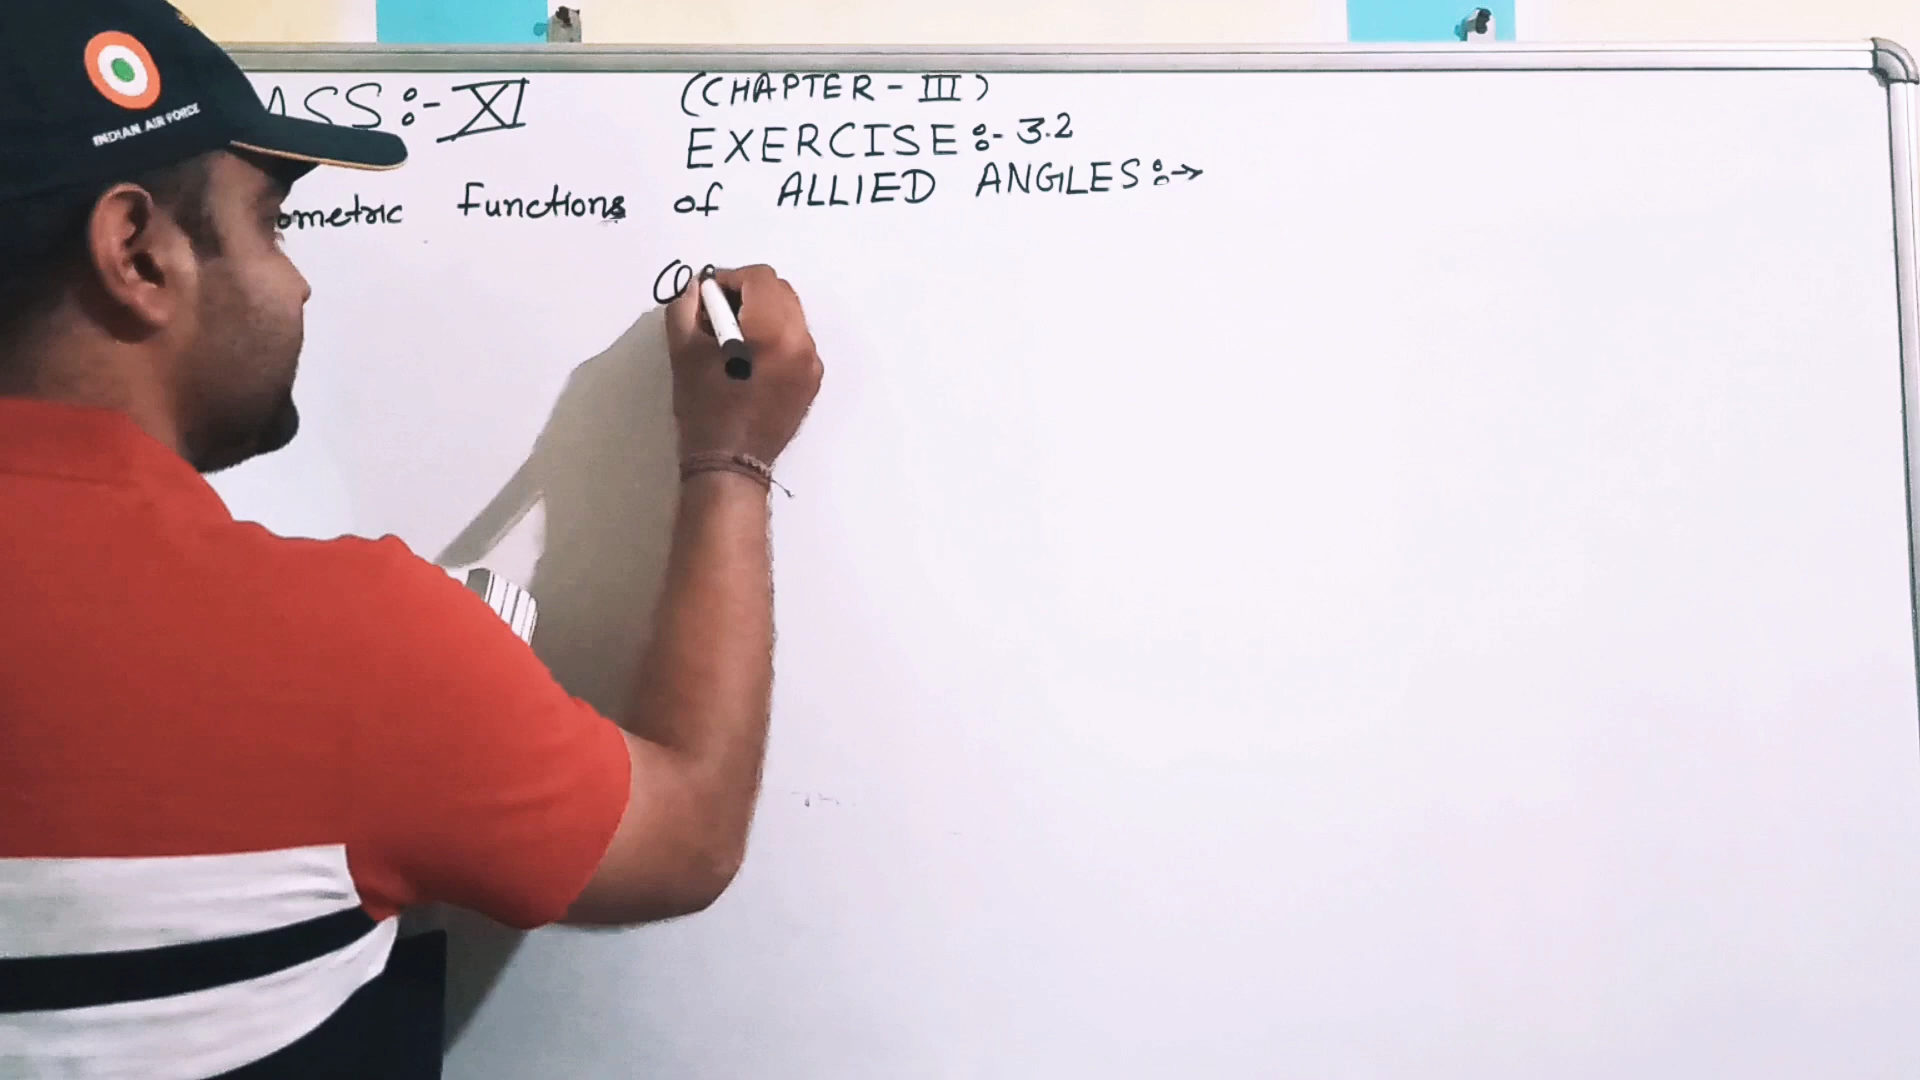 INDIAN AIR FORCE
ASS:- XI
(CHAPTER - III)
EXERCISE:- 3.2
ometric Functions of ALLIED ANGLES:→